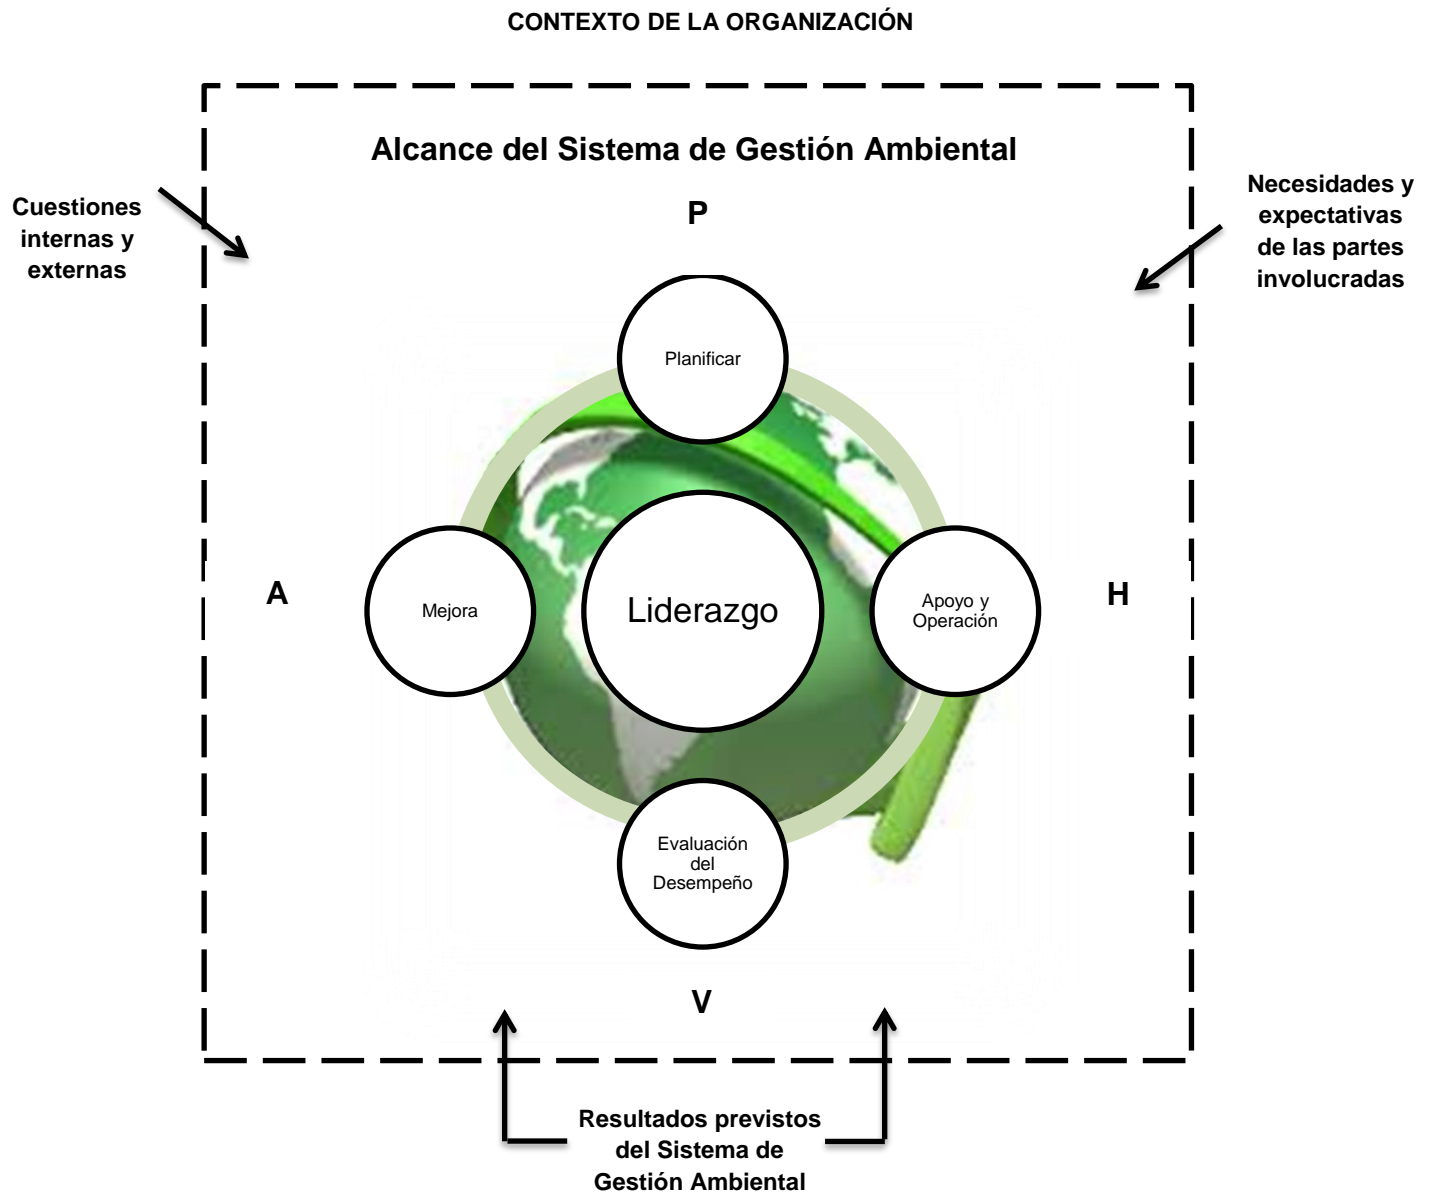 CONTEXTO DE LA ORGANIZACIÓN
Alcance del Sistema de Gestión Ambiental
Cuestiones
internas y
externas
Necesidades y
expectativas
de las partes
involucradas
P
Planificar
A
Mejora
Liderazgo
Apoyo y
Operación
H
Evaluación
del
Desempeño
V
Resultados previstos
del Sistema de
Gestión Ambiental